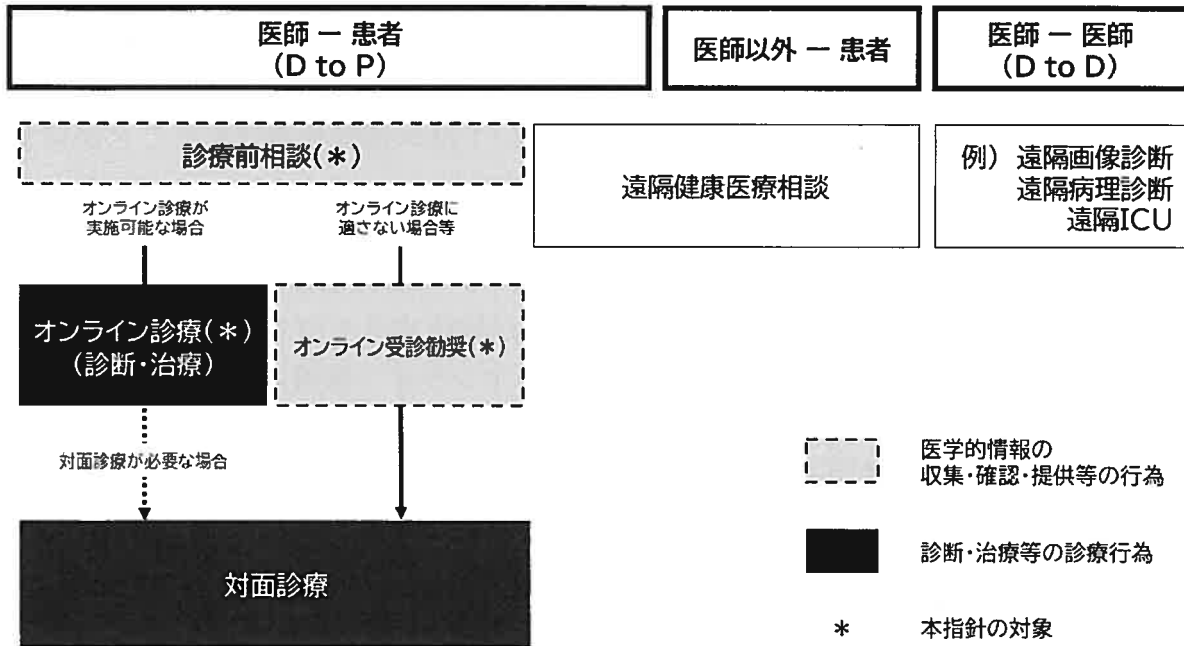 医師 ー 患者
(D to P)
医師以外 ー 患者
医師 ー 医師
(D to D)
診療前相談(*)
遠隔健康医療相談
例) 遠隔画像診断
遠隔病理診断
遠隔ICU
オンライン診療が
実施可能な場合
オンライン診療に
適さない場合等
オンライン診療(*)
(診断・治療)
オンライン受診勧奨(*)
対面診療が必要な場合
対面診療
医学的情報の
収集・確認・提供等の行為
診断・治療等の診療行為
* 本指針の対象